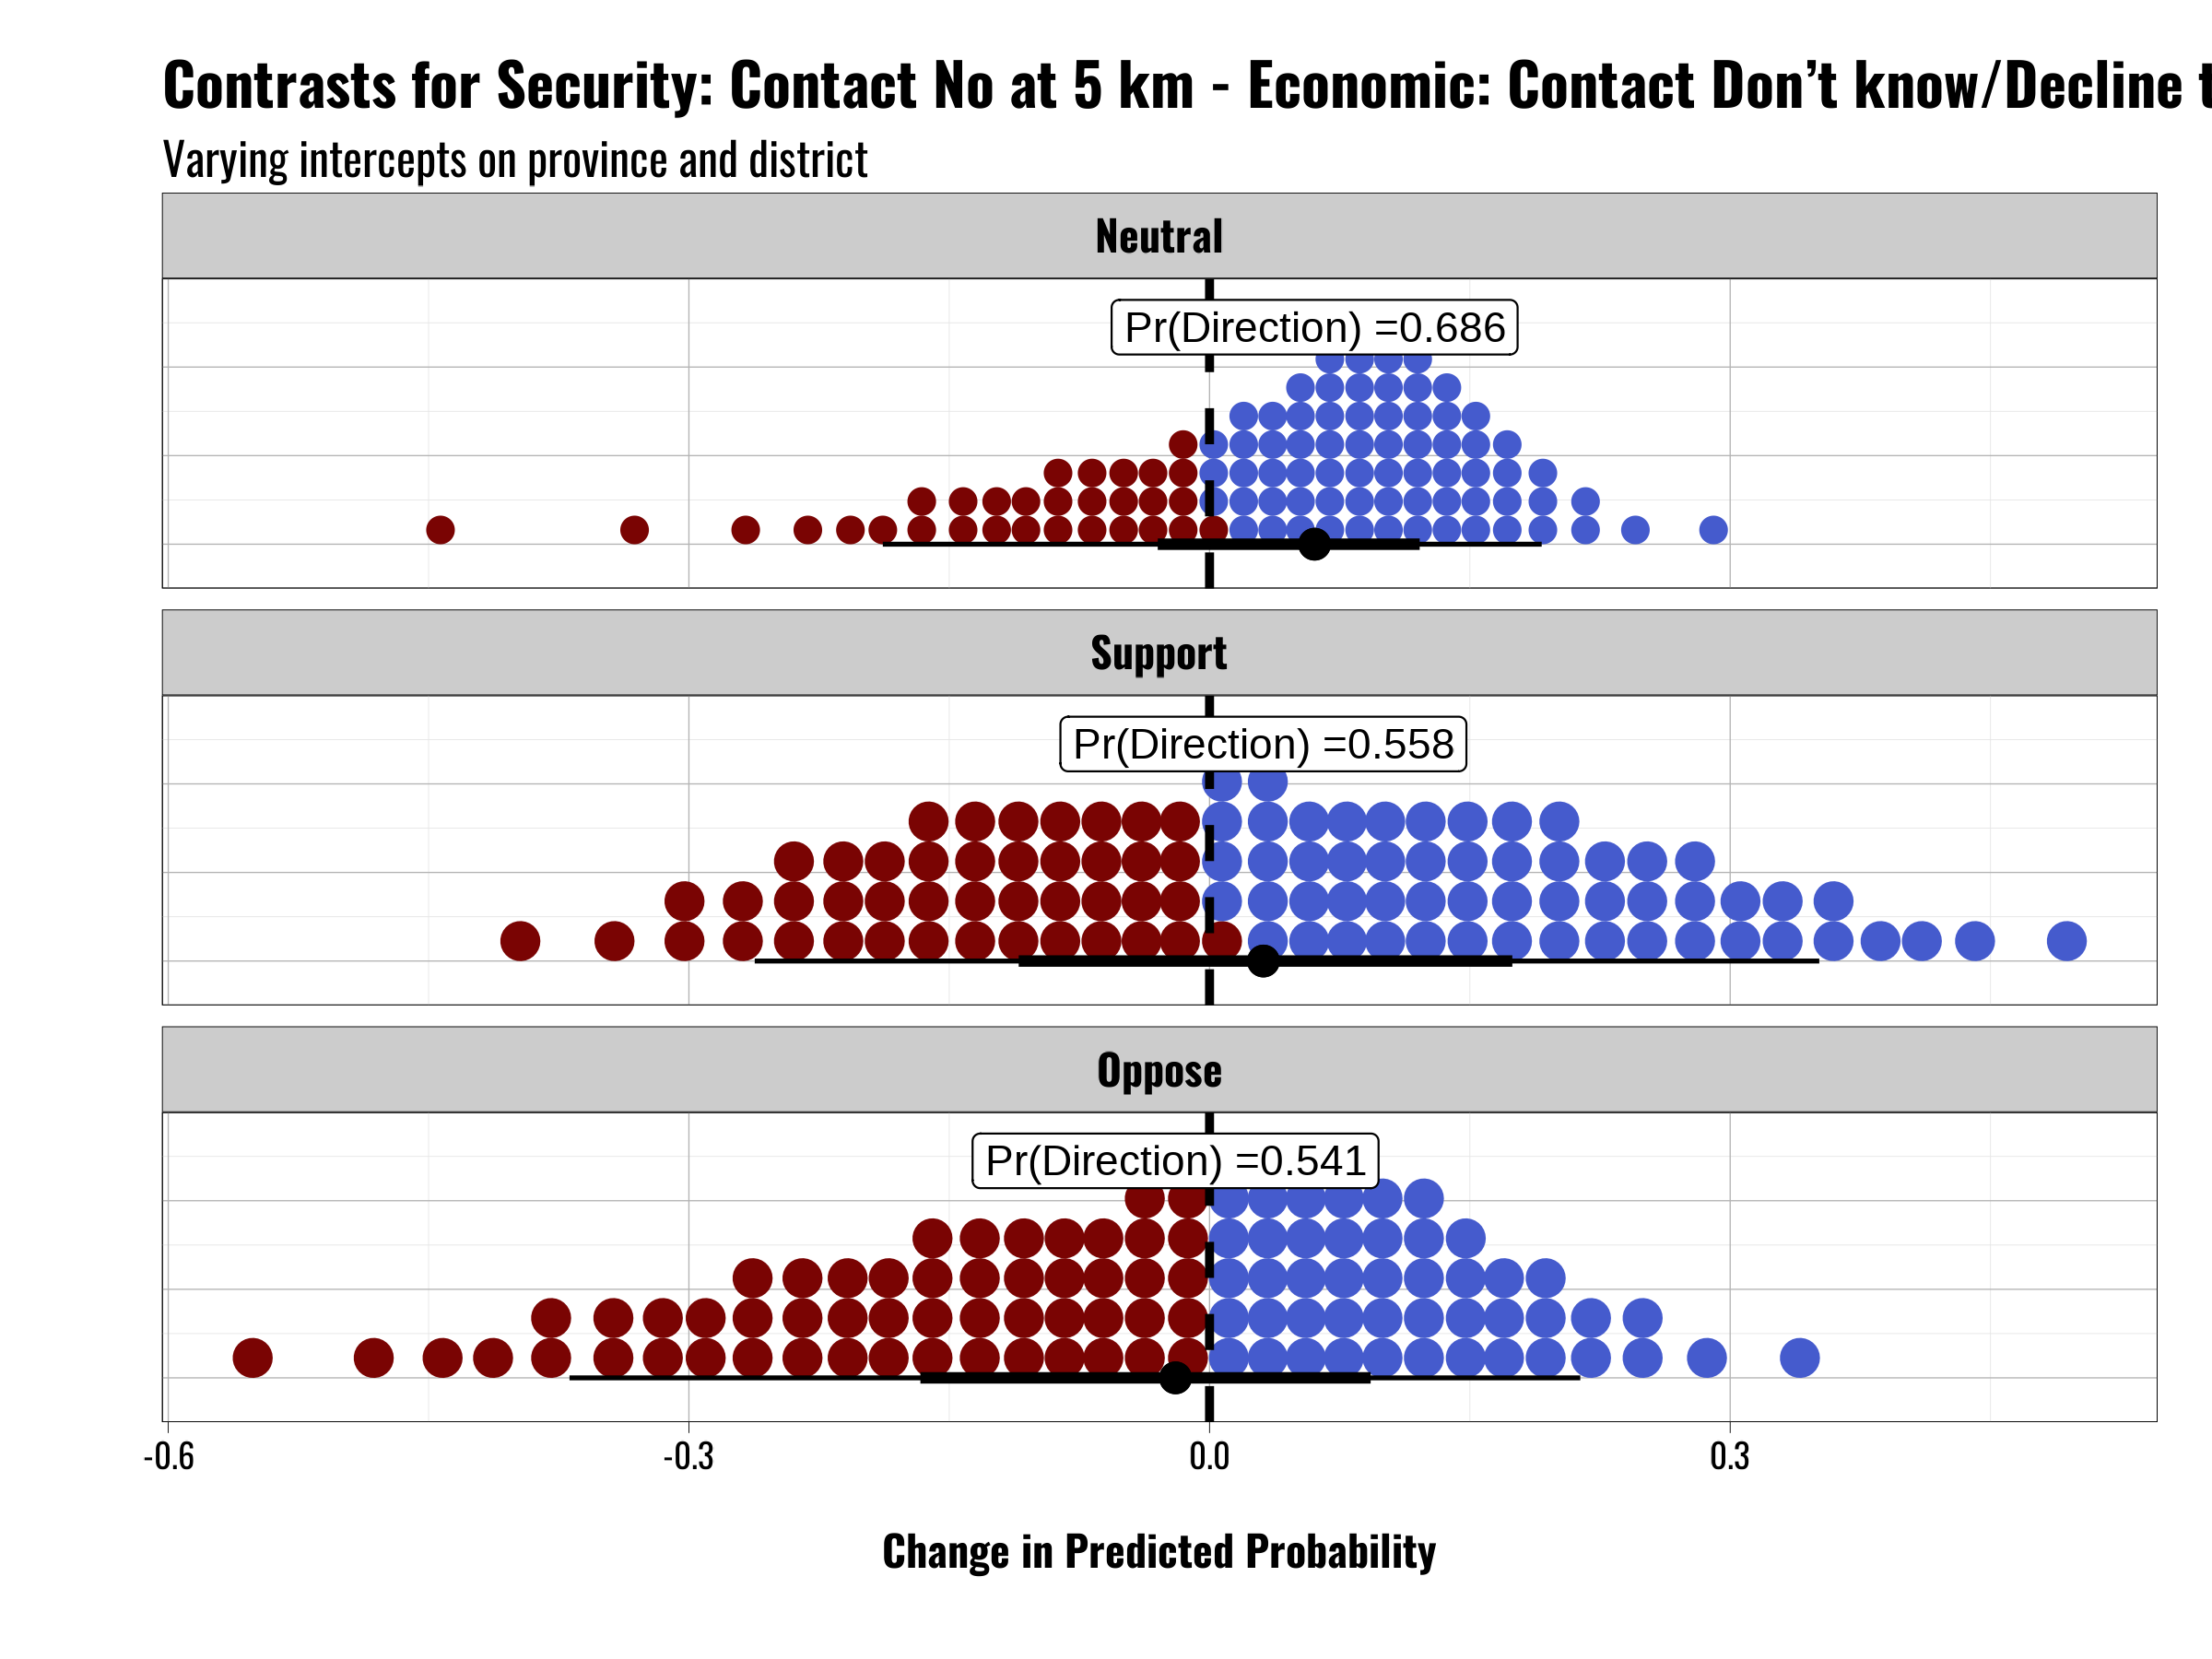 Contrasts for Security: Contact No at 5 km - Economic: Contact Don’t know/Decline t
Varying intercepts on province and district
Neutral
Pr(Direction) =0.686
Support
Pr(Direction) =0.558
Oppose
Pr(Direction) =0.541
-0.6 -0.3 0.0 0.3
Change in Predicted Probability